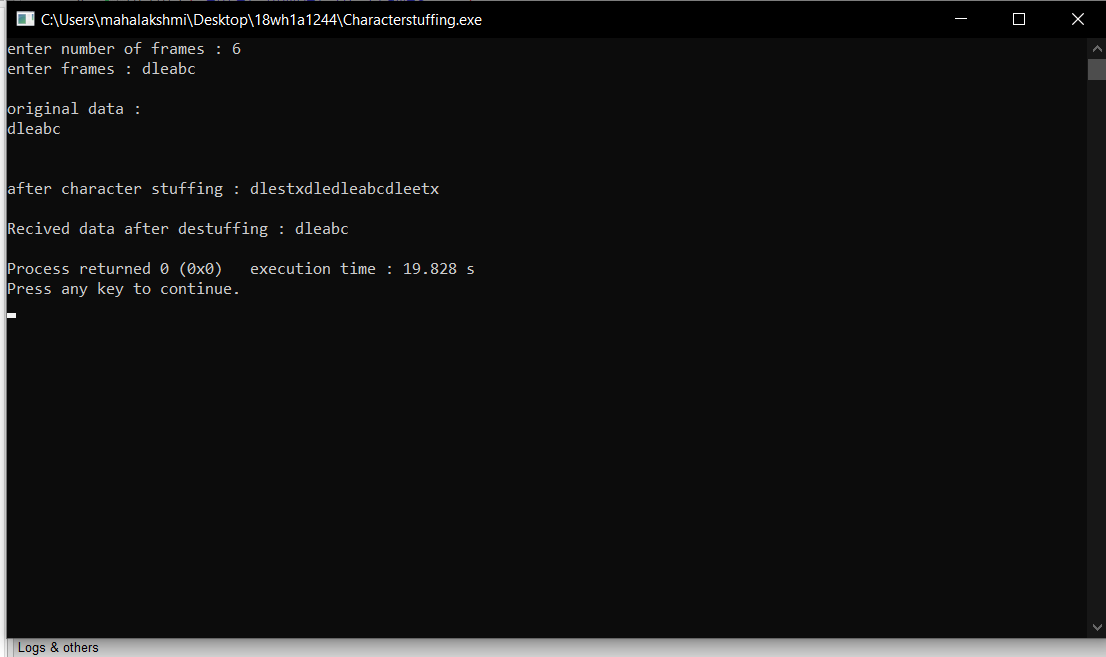 C:\Users\mahalakshmi\Desktop\18wh1a1244\Characterstuffing.exe
enter number of frames : 6
enter frames : dleabc
original data :
dleabc
after character stuffing : dlestxdledleabcdleetx
Recived data after destuffing : dleabc
Process returned 0 (0x0)   execution time : 19.828 s
Press any key to continue.
Logs & others